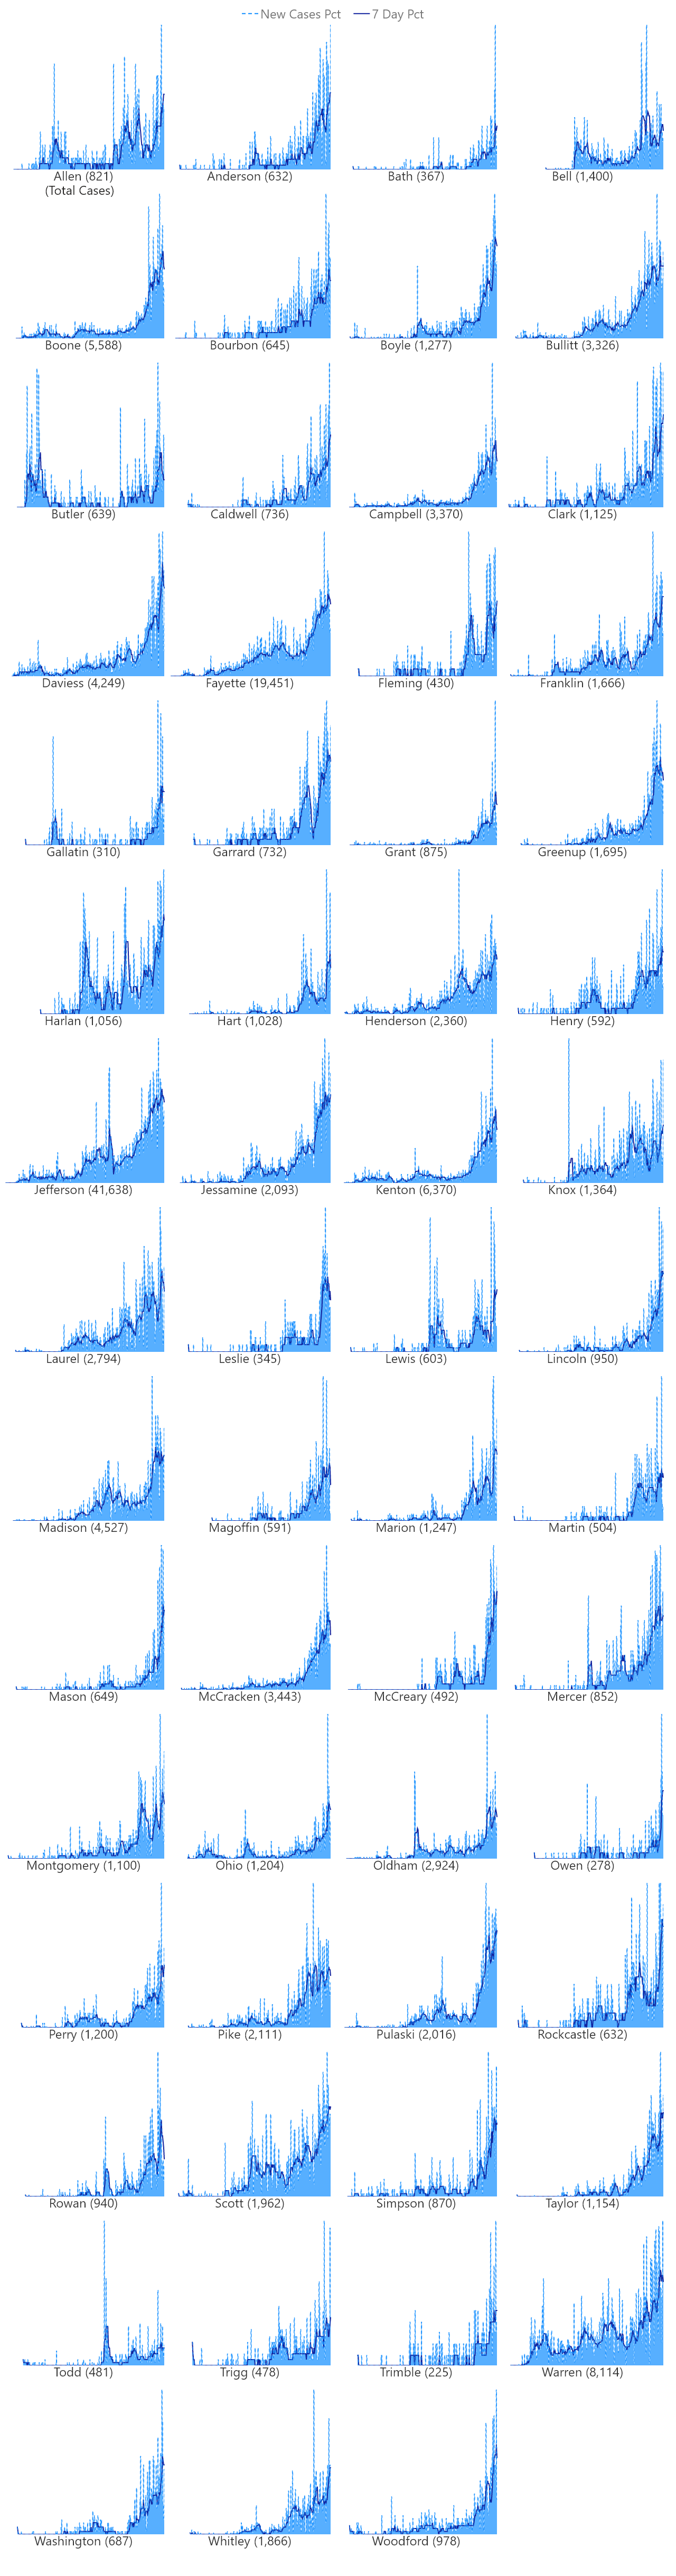 New Cases Pct 7 Day Pct
Allen (821) Anderson (632) Bath (367) Bell (1,400)
(Total Cases)
Boone (5,588) Bourbon (645) Boyle (1,277) Bullitt (3,326)
Butler (639) Caldwell (736) Campbell (3,370) Clark (1,125)
Daviess (4,249) Fayette (19,451) Fleming (430) Franklin (1,666)
Gallatin (310) Garrard (732) Grant (875) Greenup (1,695)
Harlan (1,056) Hart (1,028) Henderson (2,360) Henry (592)
Jefferson (41,638) Jessamine (2,093) Kenton (6,370) Knox (1,364)
Laurel (2,794) Leslie (345) Lewis (603) Lincoln (950)
Madison (4,527) Magoffin (591) Marion (1,247) Martin (504)
Mason (649) McCracken (3,443) McCreary (492) Mercer (852)
Montgomery (1,100) Ohio (1,204) Oldham (2,924) Owen (278)
Perry (1,200) Pike (2,111) Pulaski (2,016) Rockcastle (632)
Rowan (940) Scott (1,962) Simpson (870) Taylor (1,154)
Todd (481) Trigg (478) Trimble (225) Warren (8,114)
Washington (687) Whitley (1,866) Woodford (978)